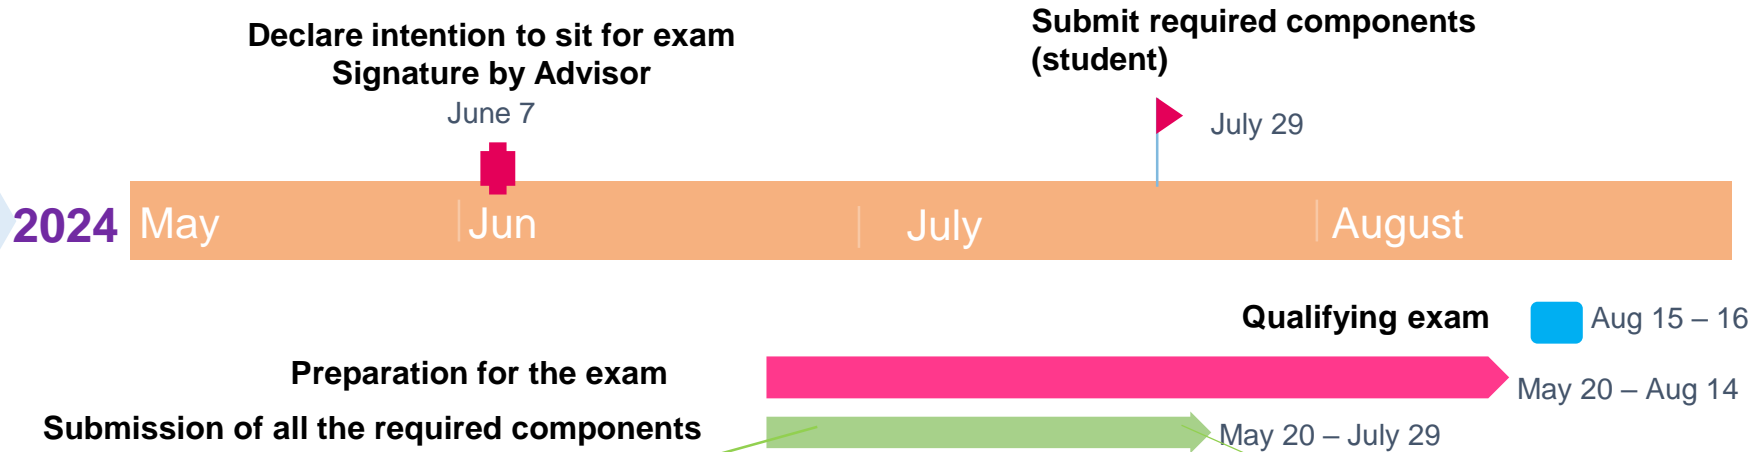 Declare intention to sit for exam
Signature by Advisor
June 7
Submit required components
(student)
July 29
2024
May
Jun
July
August
Qualifying exam
Aug 15 – 16
Preparation for the exam
May 20 – Aug 14
Submission of all the required components
May 20 – July 29